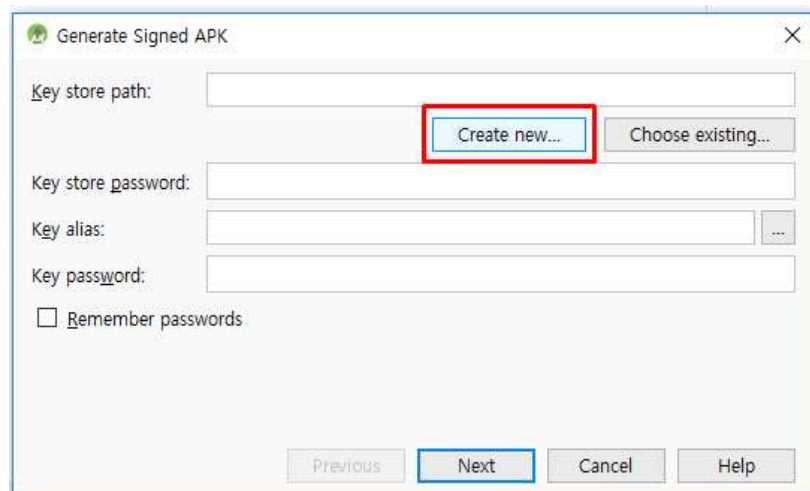 Generate Signed APK
Key store path:
Create new... Choose existing...
Key store password:
Key alias:
...
Key password:
Remember passwords
Previous Next Cancel Help